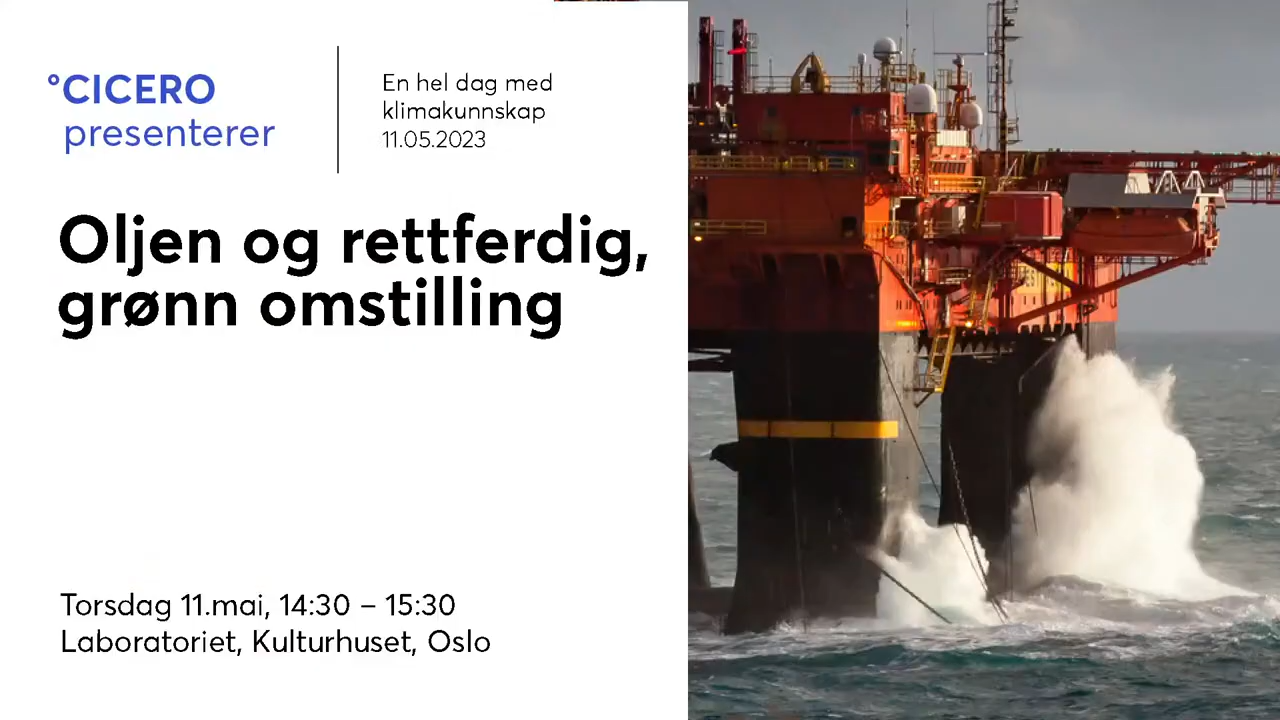 °CICERO
presenterer
En hel dag med
klimakunnskap
11.05.2023
Oljen og rettferdig,
grønn omstilling
Torsdag 11.mai, 14:30 – 15:30
Laboratoriet, Kulturhuset, Oslo